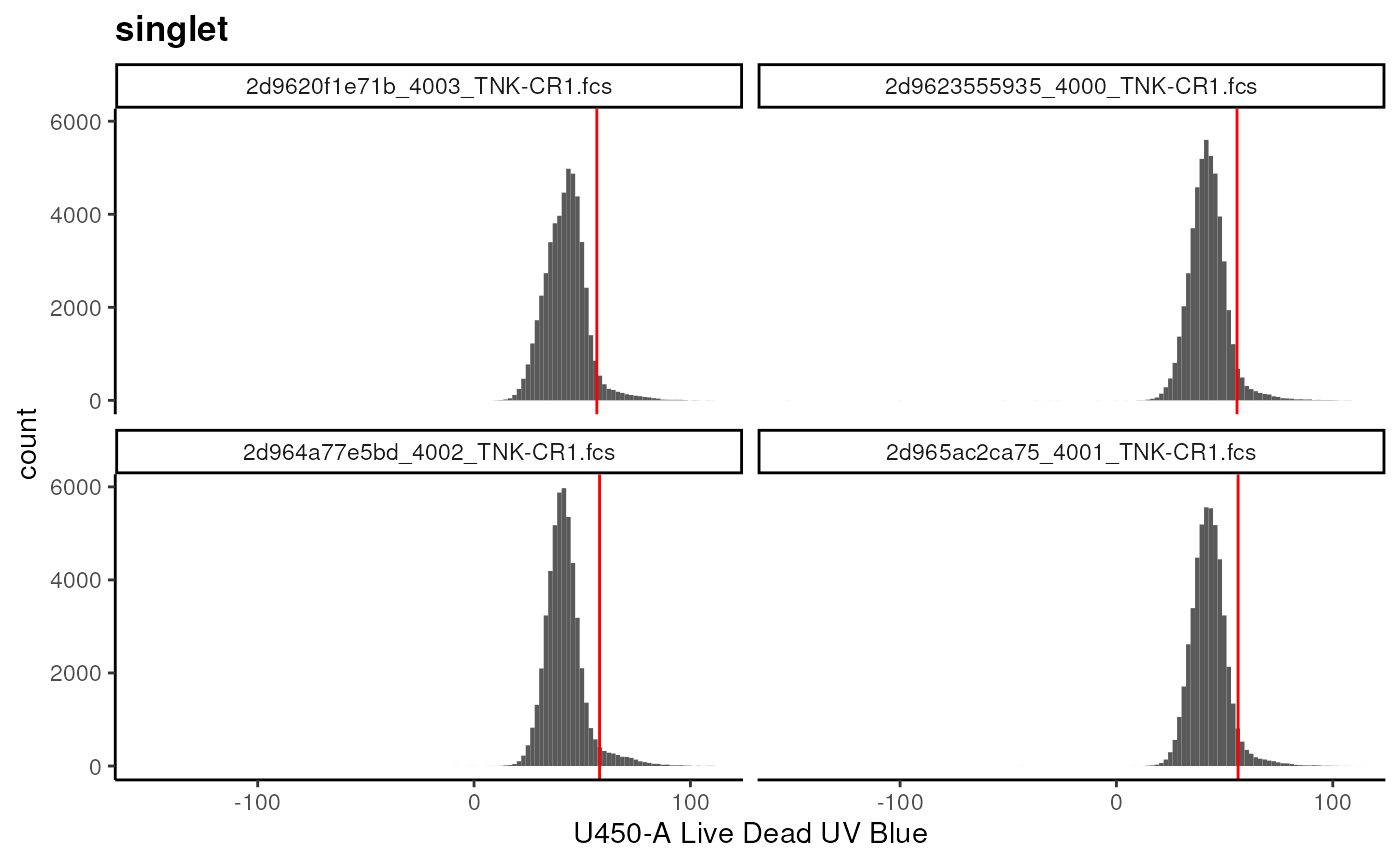 singlet
2d9620f1e71b_4003_TNK-CR1.fcs
2d9623555935_4000_TNK-CR1.fcs
6000
4000
2000
0
2d964a77e5bd_4002_TNK-CR1.fcs
2d965ac2ca75_4001_TNK-CR1.fcs
6000
4000
2000
0
count
-100 0 100
-100 0 100
U450-A Live Dead UV Blue